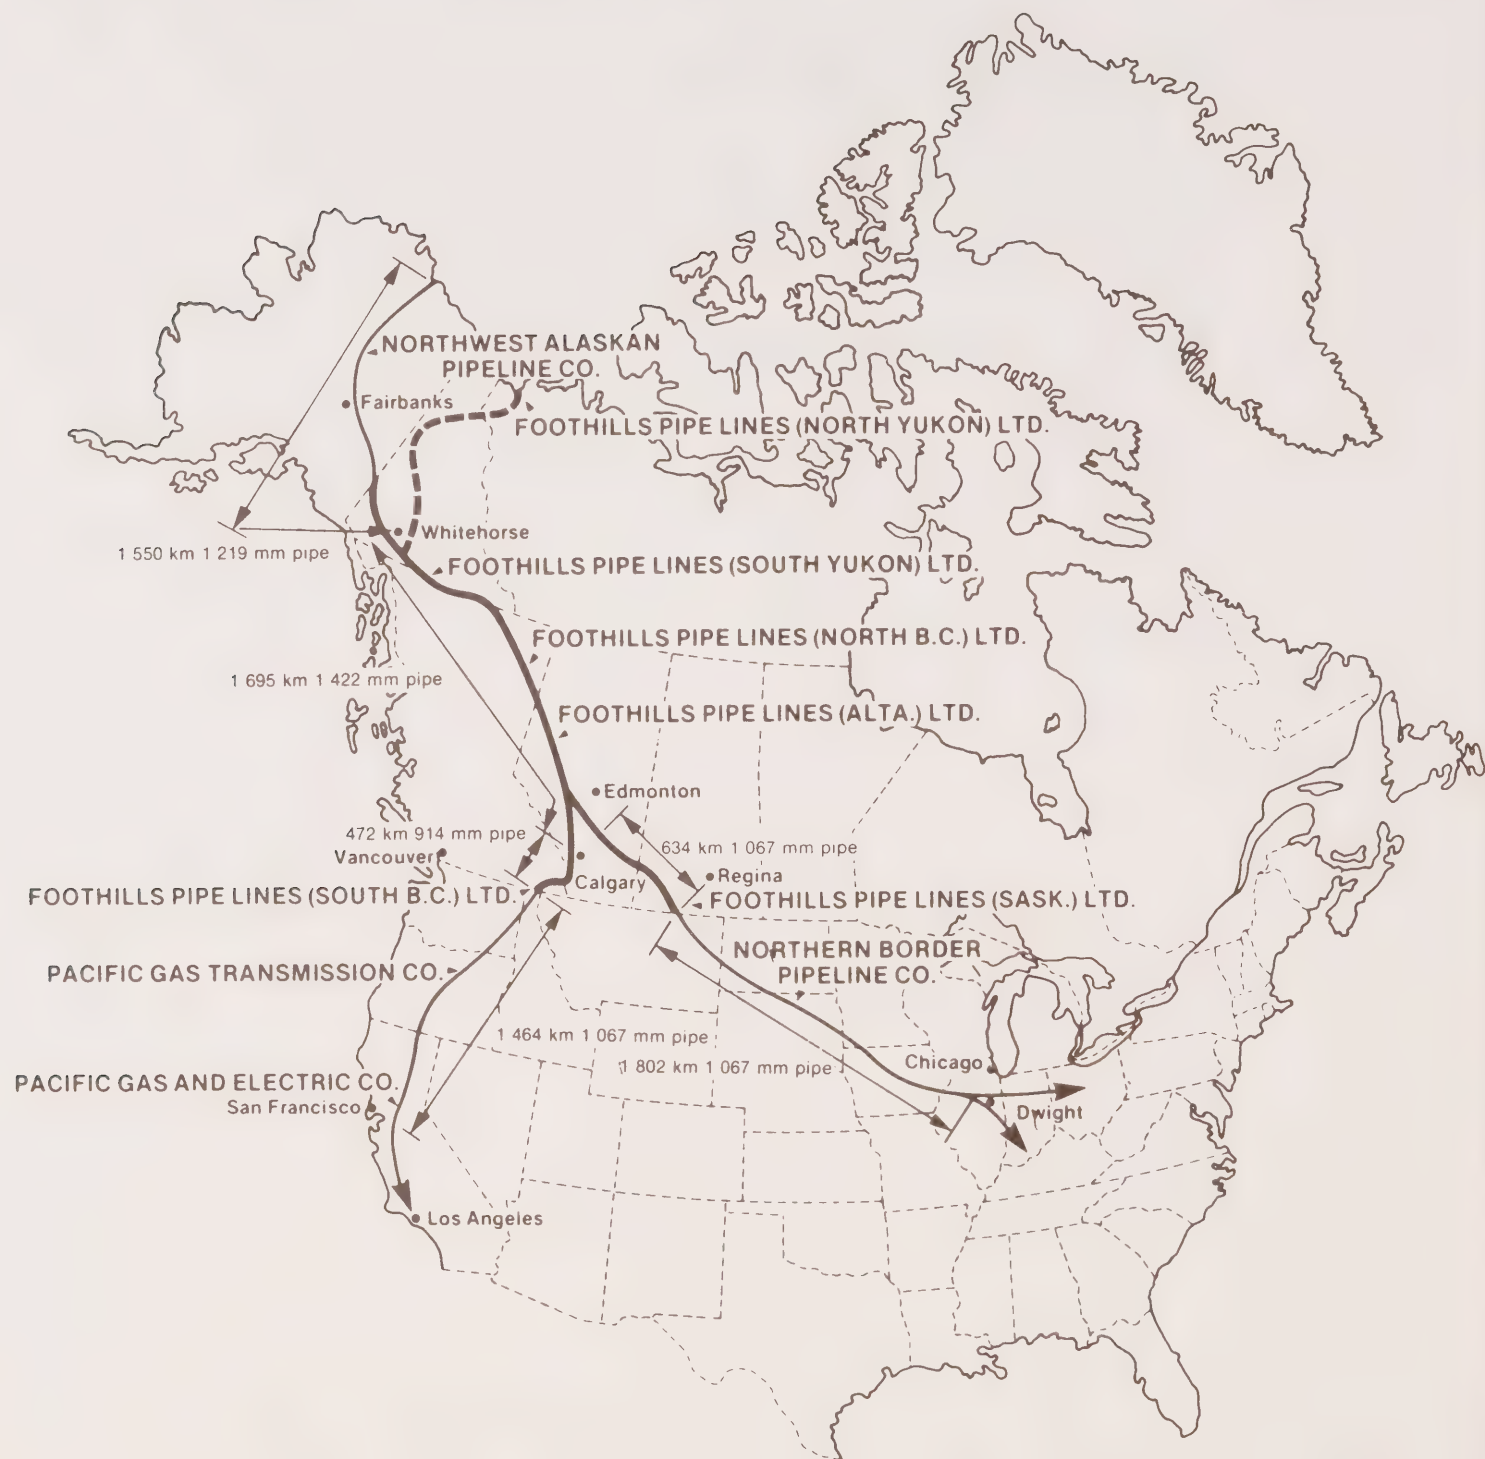 NORTHWEST ALASKAN
PIPELINE CO.
Fairbanks
FOOTHILLS PIPE LINES (NORTH YUKON) LTD.
Whitehorse
1 550 km 1 219 mm pipe
FOOTHILLS PIPE LINES (SOUTH YUKON) LTD.
FOOTHILLS PIPE LINES (NORTH B.C.) LTD.
1 695 km 1 422 mm pipe
FOOTHILLS PIPE LINES (ALTA.) LTD.
Edmonton
472 km 914 mm pipe
634 km 1 067 mm pipe
Vancouver
Calgary
Regina
FOOTHILLS PIPE LINES (SOUTH B.C.) LTD.
FOOTHILLS PIPE LINES (SASK.) LTD.
NORTHERN BORDER
PIPELINE CO.
PACIFIC GAS TRANSMISSION CO.
1 464 km 1 067 mm pipe
1 802 km 1 067 mm pipe
Chicago
PACIFIC GAS AND ELECTRIC CO.
San Francisco
Dwight
Los Angeles